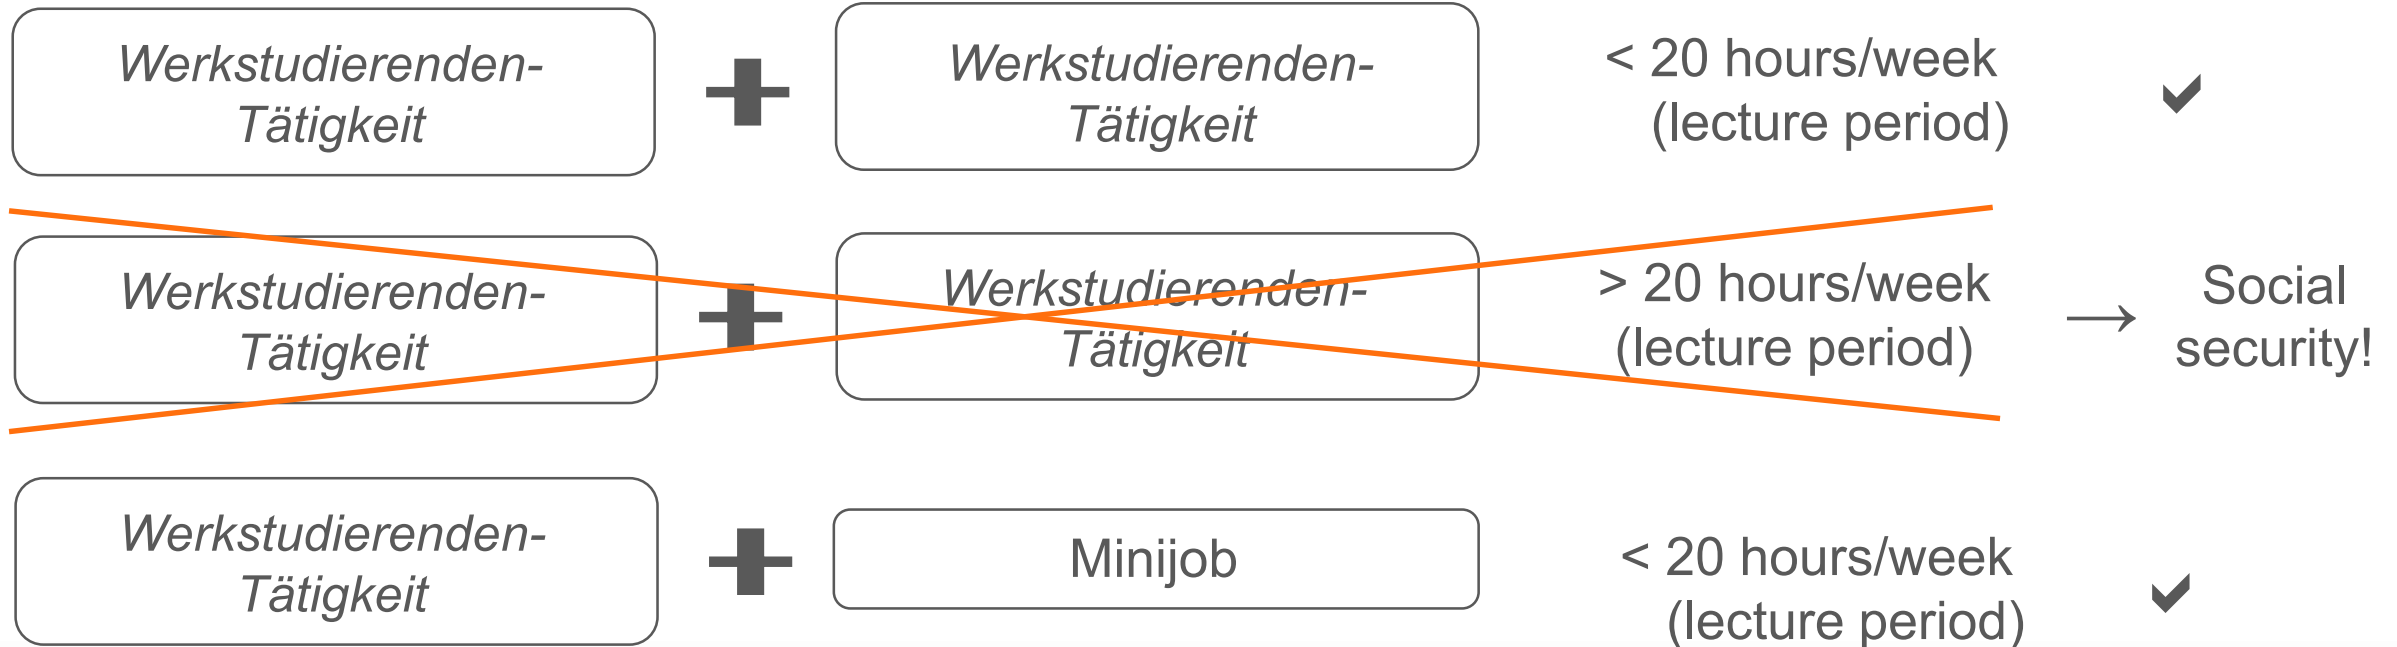 Werkstudierenden-
Tätigkeit
Werkstudierenden-
Tätigkeit
< 20 hours/week
(lecture period)
Werkstudierenden-
Tätigkeit
Werkstudierenden-
Tätigkeit
> 20 hours/week
(lecture period)
→
Social
security!
Werkstudierenden-
Tätigkeit
Minijob
< 20 hours/week
(lecture period)